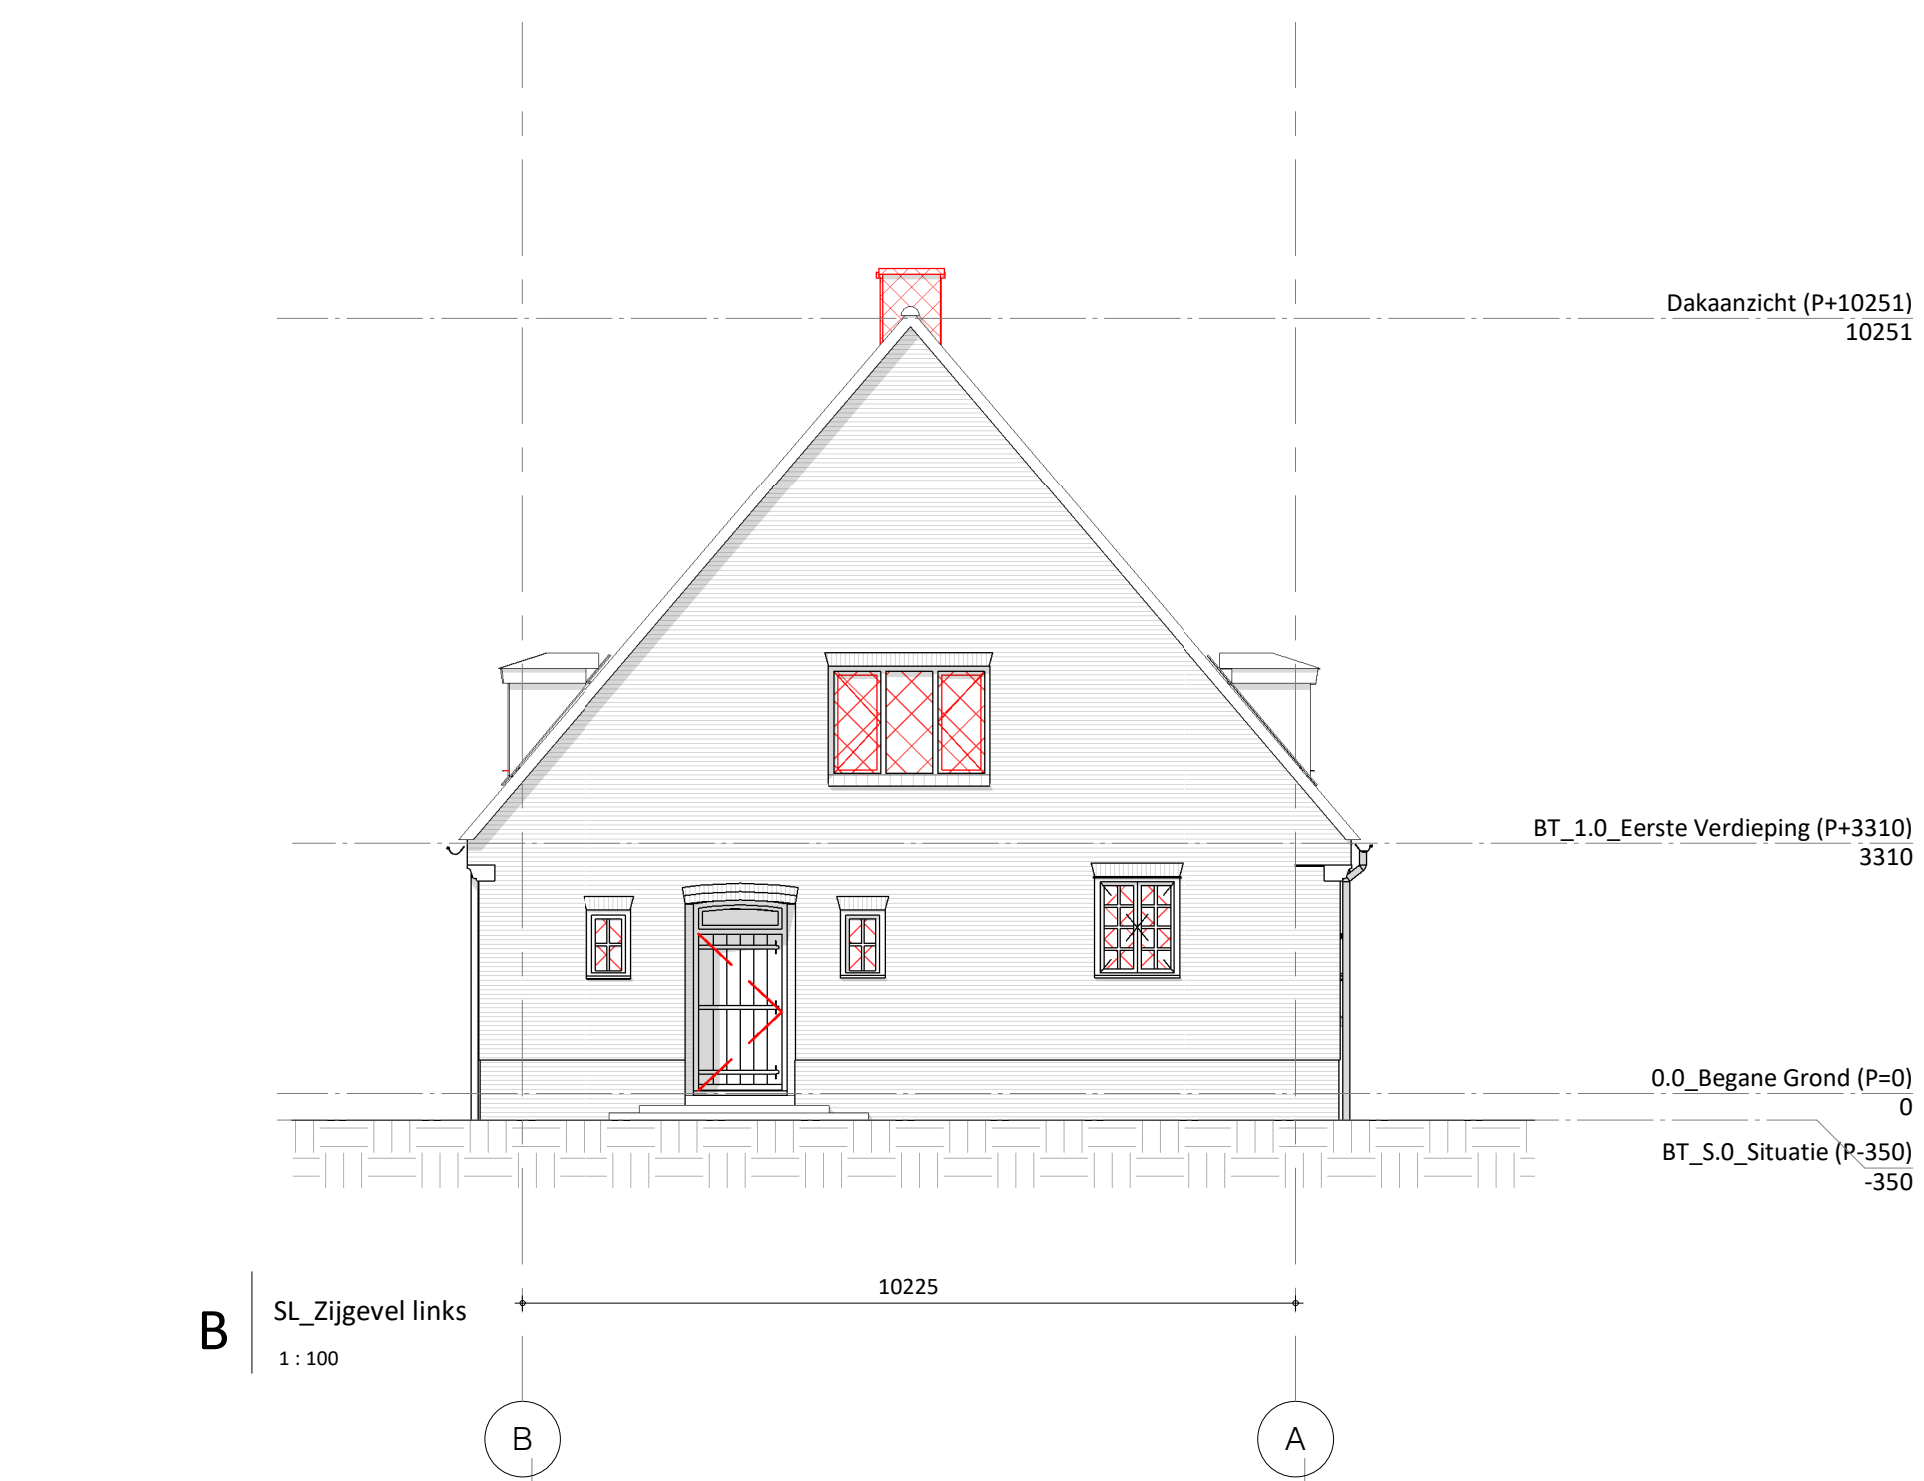 Dakaanzicht (P+10251)
10251
BT_1.0_Eerste Verdieping (P+3310)
3310
0.0_Begane Grond (P=0)
0
BT_S.0_Situatie (P-350)
-350
10225
B
SL_Zijgevel links
1 : 100
B
A